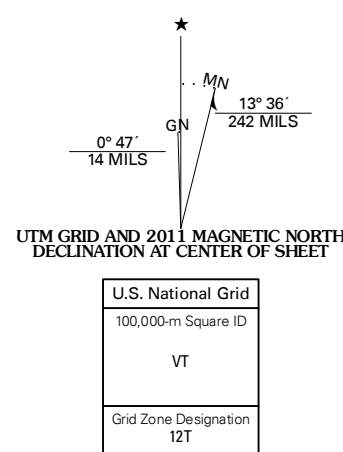 ★
MN
GN
13° 36´
242 MILS
0° 47´
14 MILS
UTM GRID AND 2011 MAGNETIC NORTH
DECLINATION AT CENTER OF SHEET
U.S. National Grid
100,000-m Square ID
VT
Grid Zone Designation
12T